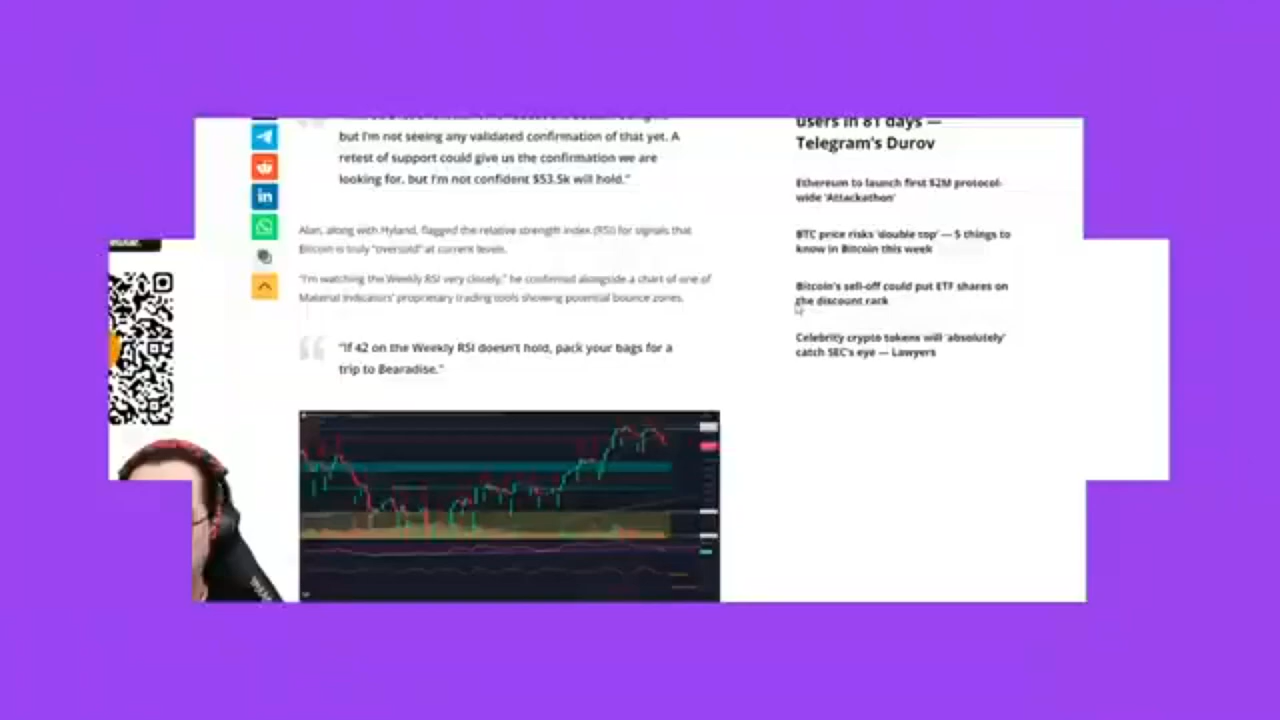 but I'm not seeing any validated confirmation of that yet. A
retest of support could give us the confirmation we are
looking for, but I'm not confident $53.5k will hold."
Alan, along with Hyland, flagged the relative strength index (RSI) for signals that
Bitcoin is truly "oversold" at current levels.
"I'm watching the Weekly RSI very closely," he confirmed alongside a chart of one of
Material Indicators' proprietary trading tools showing potential bounce zones.
"If 42 on the Weekly RSI doesn't hold, pack your bags for a
trip to Bearadise."
users in 81 days —
Telegram's Durov
Ethereum to launch first $2M protocol-
wide 'Attackathon'
BTC price risks 'double top' — 5 things to
know in Bitcoin this week
Bitcoin's sell-off could put ETF shares on
the discount rack
Celebrity crypto tokens will 'absolutely'
catch SEC's eye — Lawyers
in